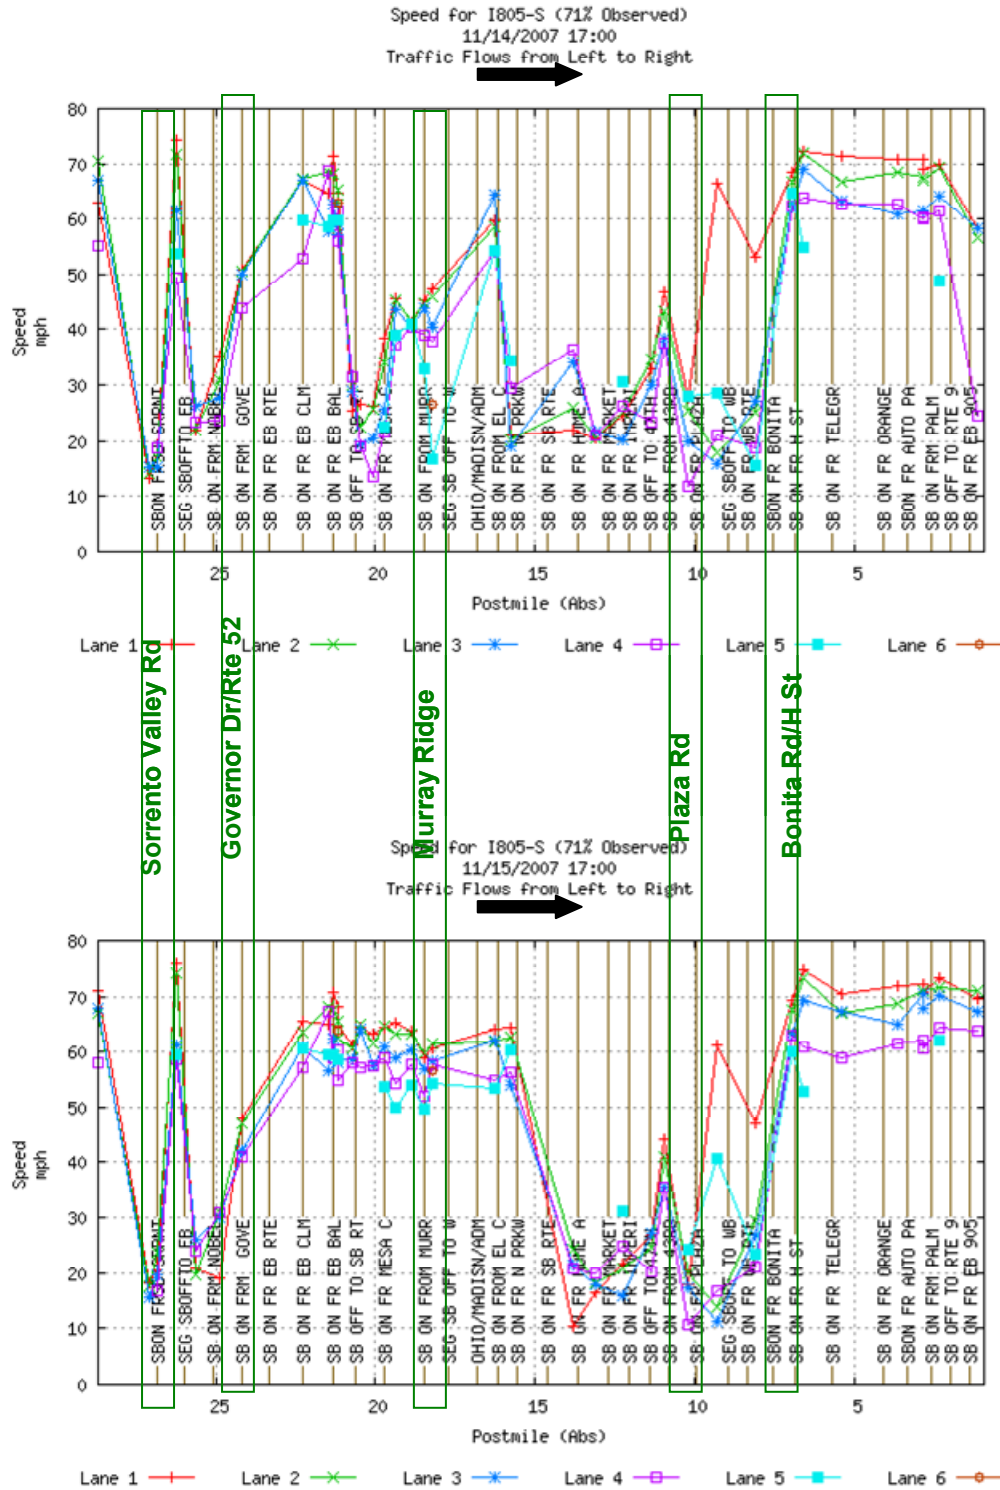 Speed for I805-S (71% Observed)
11/14/2007 17:00
Traffic Flows from Left to Right
80
70
60
50
40
30
20
10
0
Speed
mph
SEG SBOFF TO EB
SB ON FRM GOVE
SB ON FR EB RTE
SB ON FR EB CLM
SB ON FR EB BAL
SB ON FROM MURR
SEG SB OFF TO W
OHIO/MADISN/ADM
SB ON FROM EL C
SB ON FR N PRKW
SB ON FR SB RTE
SB ON FR HOME A
SB ON FR MARKET
SB ON FR IMPERI
SB OFF TO 47TH
SB ON FROM 43RD
SEG SBOFF TO WB
SB ON FR WB RTE
SBON FR BONITA
SB ON FR H ST
SB ON FR TELEGR
SB ON FR ORANGE
SBON FR AUTO PA
SB ON FRM PALM
SB OFF TO RTE 9
SB ON FR EB 905
25
20
15
10
5
Postmile (Abs)
Lane 1
Lane 2
Lane 3
Lane 4
Lane 5
Lane 6
Sorrento Valley Rd
Governor Dr/Rte 52
Murray Ridge
Plaza Rd
Bonita Rd/H St
Speed for I805-S (71% Observed)
11/15/2007 17:00
Traffic Flows from Left to Right
80
70
60
50
40
30
20
10
0
Speed
mph
SEG SBOFF TO EB
SB ON FRM NOBE
SB ON FRM GOVE
SB ON FR EB RTE
SB ON FR EB CLM
SB ON FR EB BAL
SB OFF TO SB RT
SB ON FR MESA C
SB ON FROM MURR
SEG SB OFF TO W
OHIO/MADISN/ADM
SB ON FROM EL C
SB ON FR N PRKW
SB ON FR SB RTE
SB ON FR HOME A
SB ON FR MARKET
SB ON FR IMPERI
SB OFF TO 47TH
SB ON FROM 43RD
SB ON FR PLAZA
SEG SBOFF TO WB
SB ON FR WB RTE
SBON FR BONITA
SB ON FR H ST
SB ON FR TELEGR
SB ON FR ORANGE
SBON FR AUTO PA
SB ON FRM PALM
SB OFF TO RTE 9
SB ON FR EB 905
25
20
15
10
5
Postmile (Abs)
Lane 1
Lane 2
Lane 3
Lane 4
Lane 5
Lane 6